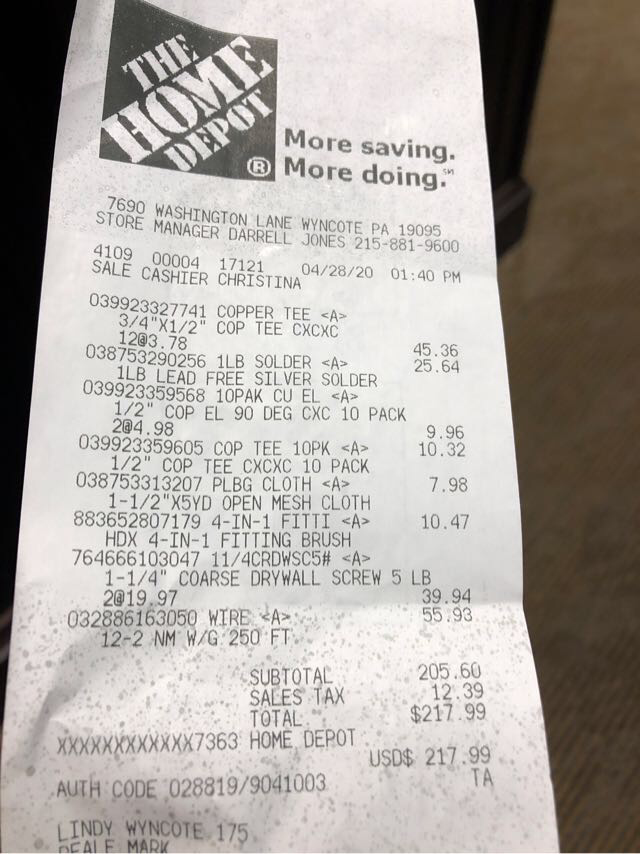 THE
HOME
DEPOT
®
More saving.
More doing.℠
7690 WASHINGTON LANE WYNCOTE PA 19095
STORE MANAGER DARRELL JONES 215-881-9600
4109 00004 17121 04/28/20 01:40 PM
SALE CASHIER CHRISTINA
039923327741 COPPER TEE <A>
3/4"X1/2" COP TEE CXCXC
12@3.78 45.36
038753290256 1LB SOLDER <A> 25.64
1LB LEAD FREE SILVER SOLDER
039923359568 10PAK CU EL <A>
1/2" COP EL 90 DEG CXC 10 PACK
2@4.98 9.96
039923359605 COP TEE 10PK <A> 10.32
1/2" COP TEE CXCXC 10 PACK
038753313207 PLBG CLOTH <A> 7.98
1-1/2"X5YD OPEN MESH CLOTH
883652807179 4-IN-1 FITTI <A> 10.47
HDX 4-IN-1 FITTING BRUSH
764666103047 11/4CRDWSC5# <A>
1-1/4" COARSE DRYWALL SCREW 5 LB
2@19.97 39.94
032886163050 WIRE <A> 55.93
12-2 NM W/G 250 FT
SUBTOTAL 205.60
SALES TAX 12.39
TOTAL $217.99
XXXXXXXXXXXX7363 HOME DEPOT
USD$ 217.99
AUTH CODE 028819/9041003 TA
LINDY WYNCOTE 175
DEALE MARK